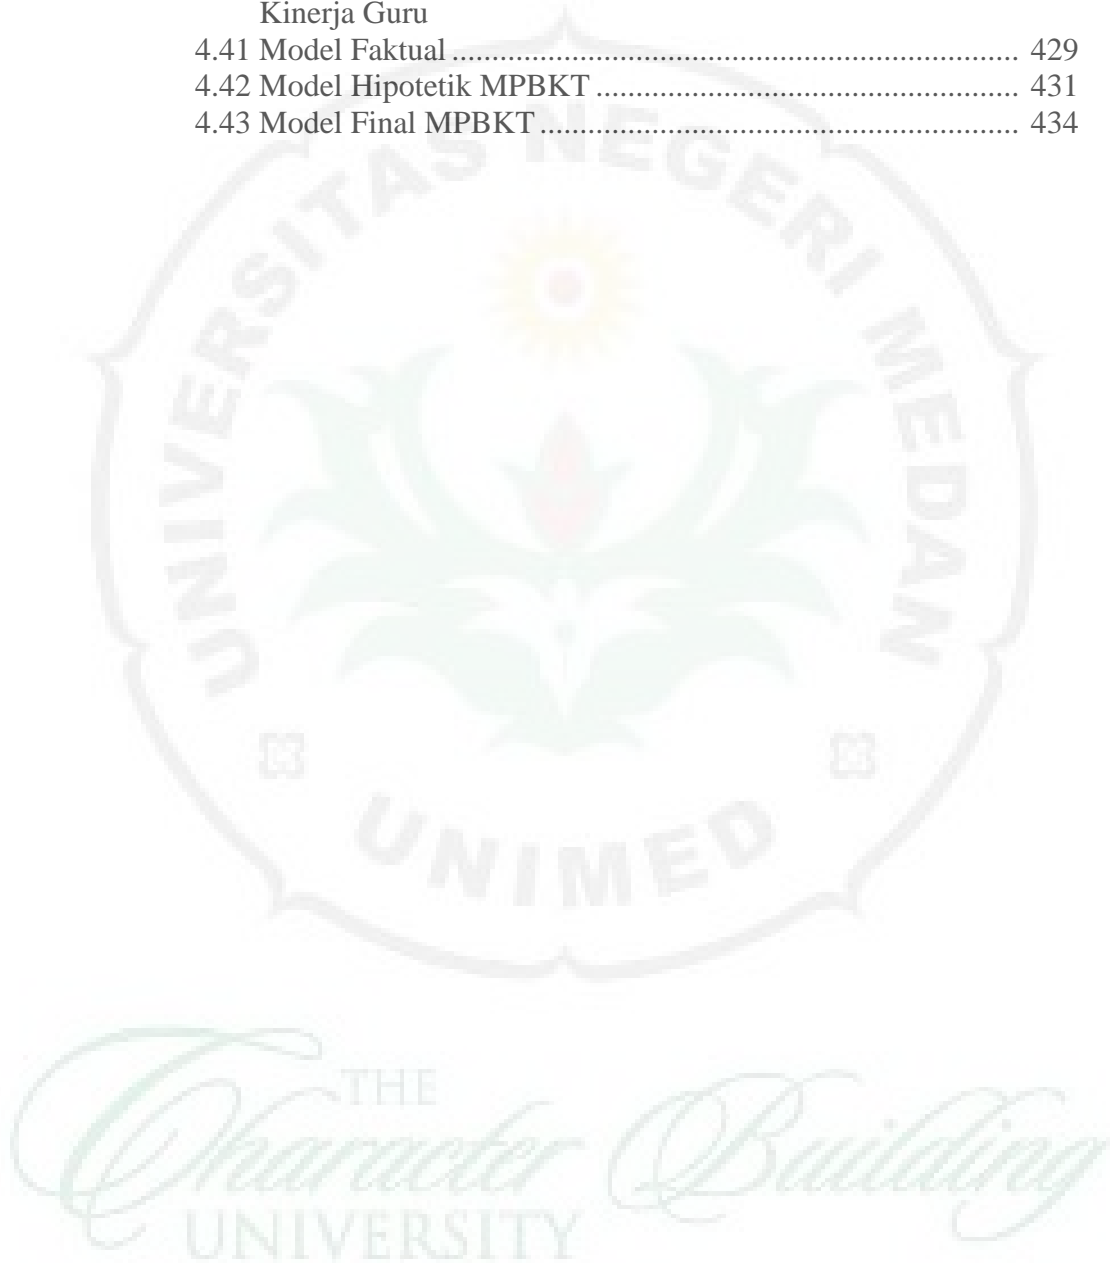 Kinerja Guru
4.41 Model Faktual ........................................................................ 429
4.42 Model Hipotetik MPBKT ..................................................... 431
4.43 Model Final MPBKT ............................................................ 434
UNIVERSITAS NEGERI MEDAN
UNIMED
THE
Character Building
UNIVERSITY